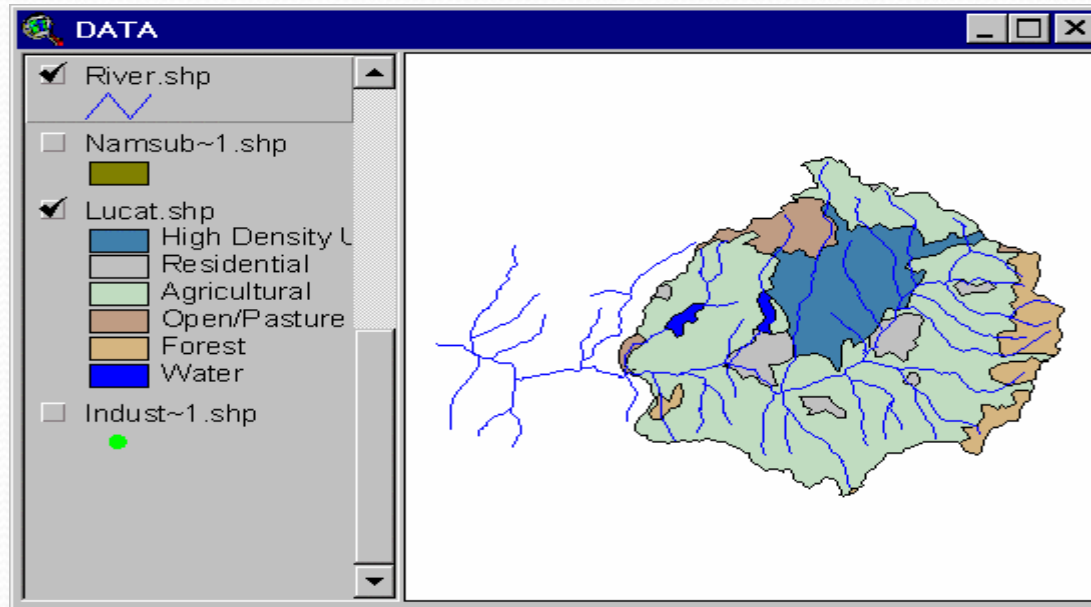 DATA
River.shp
Namsub~1.shp
Lucat.shp
High Density U
Residential
Agricultural
Open/Pasture
Forest
Water
Indust~1.shp